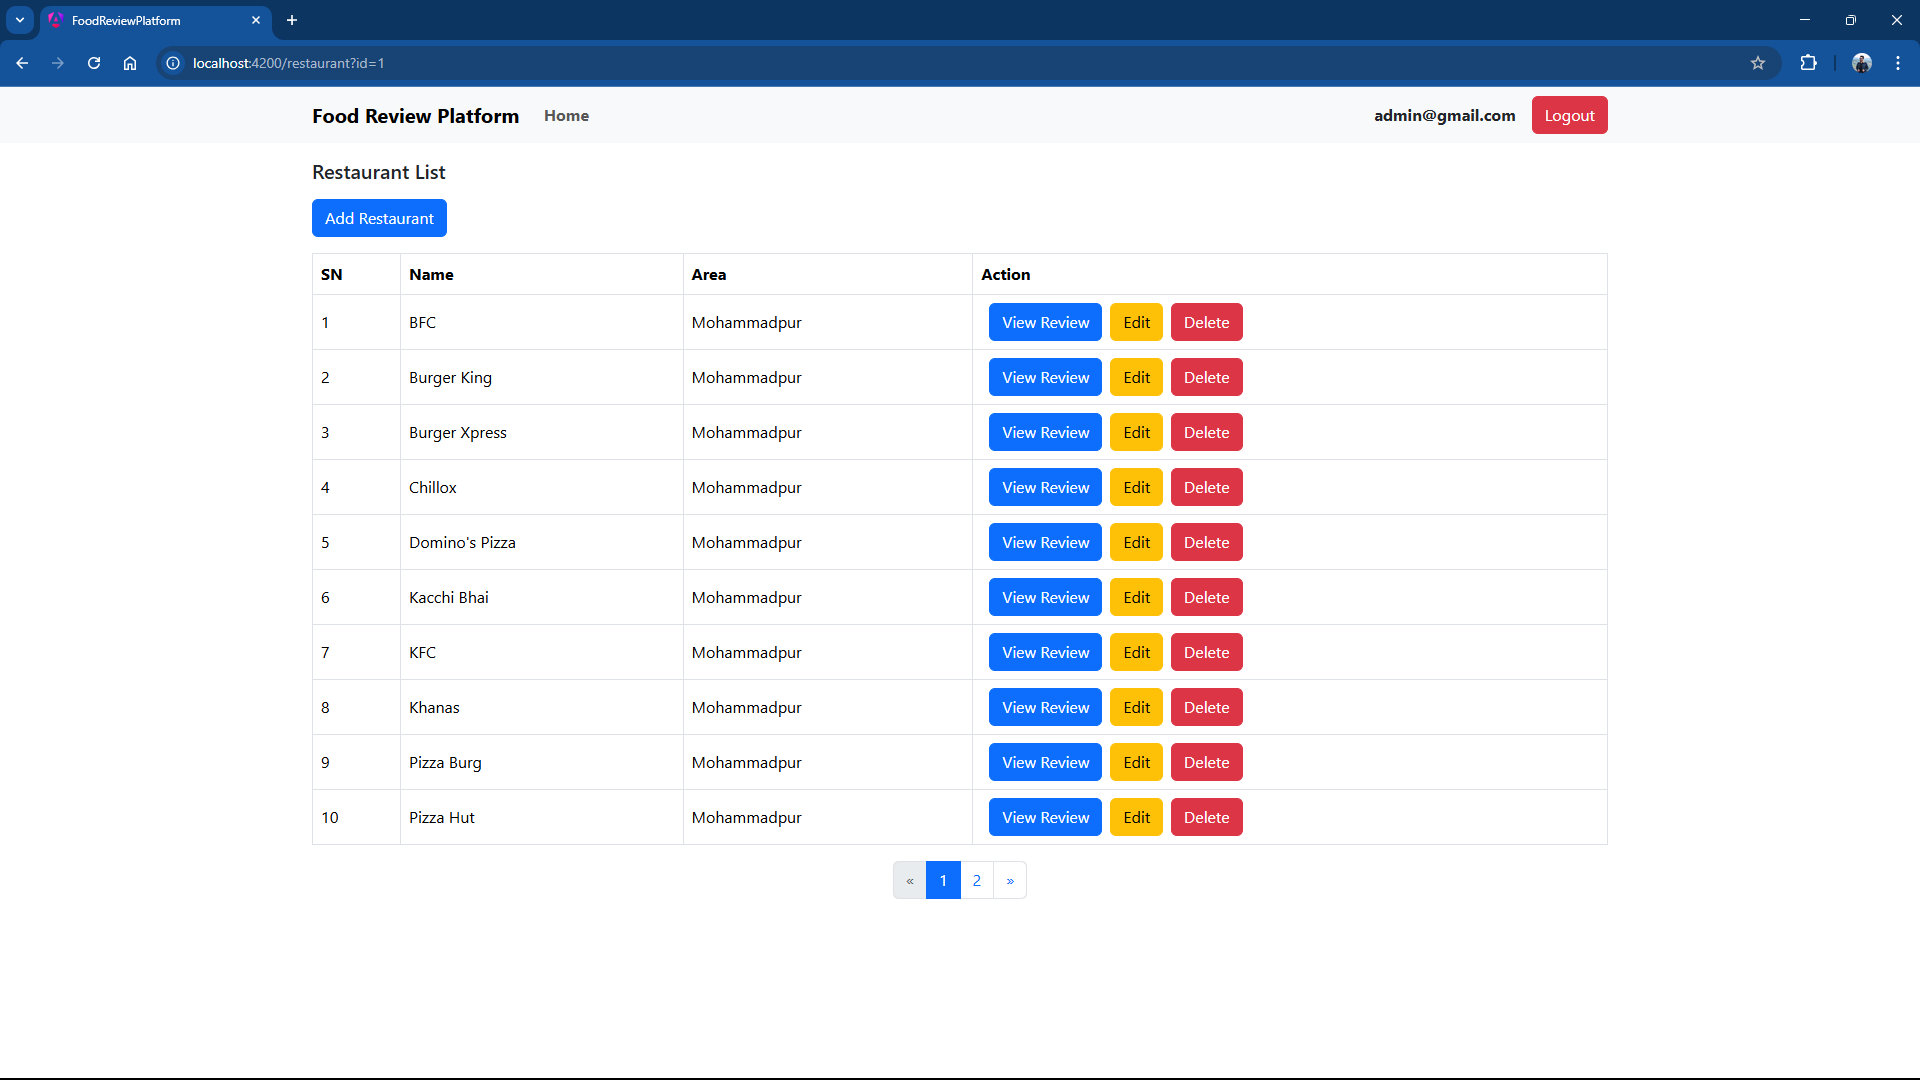 FoodReviewPlatform
localhost:4200/restaurant?id=1
Food Review Platform Home admin@gmail.com Logout
Restaurant List
Add Restaurant
SN Name Area Action
1 BFC Mohammadpur View Review Edit Delete
2 Burger King Mohammadpur View Review Edit Delete
3 Burger Xpress Mohammadpur View Review Edit Delete
4 Chillox Mohammadpur View Review Edit Delete
5 Domino's Pizza Mohammadpur View Review Edit Delete
6 Kacchi Bhai Mohammadpur View Review Edit Delete
7 KFC Mohammadpur View Review Edit Delete
8 Khanas Mohammadpur View Review Edit Delete
9 Pizza Burg Mohammadpur View Review Edit Delete
10 Pizza Hut Mohammadpur View Review Edit Delete
« 1 2 »